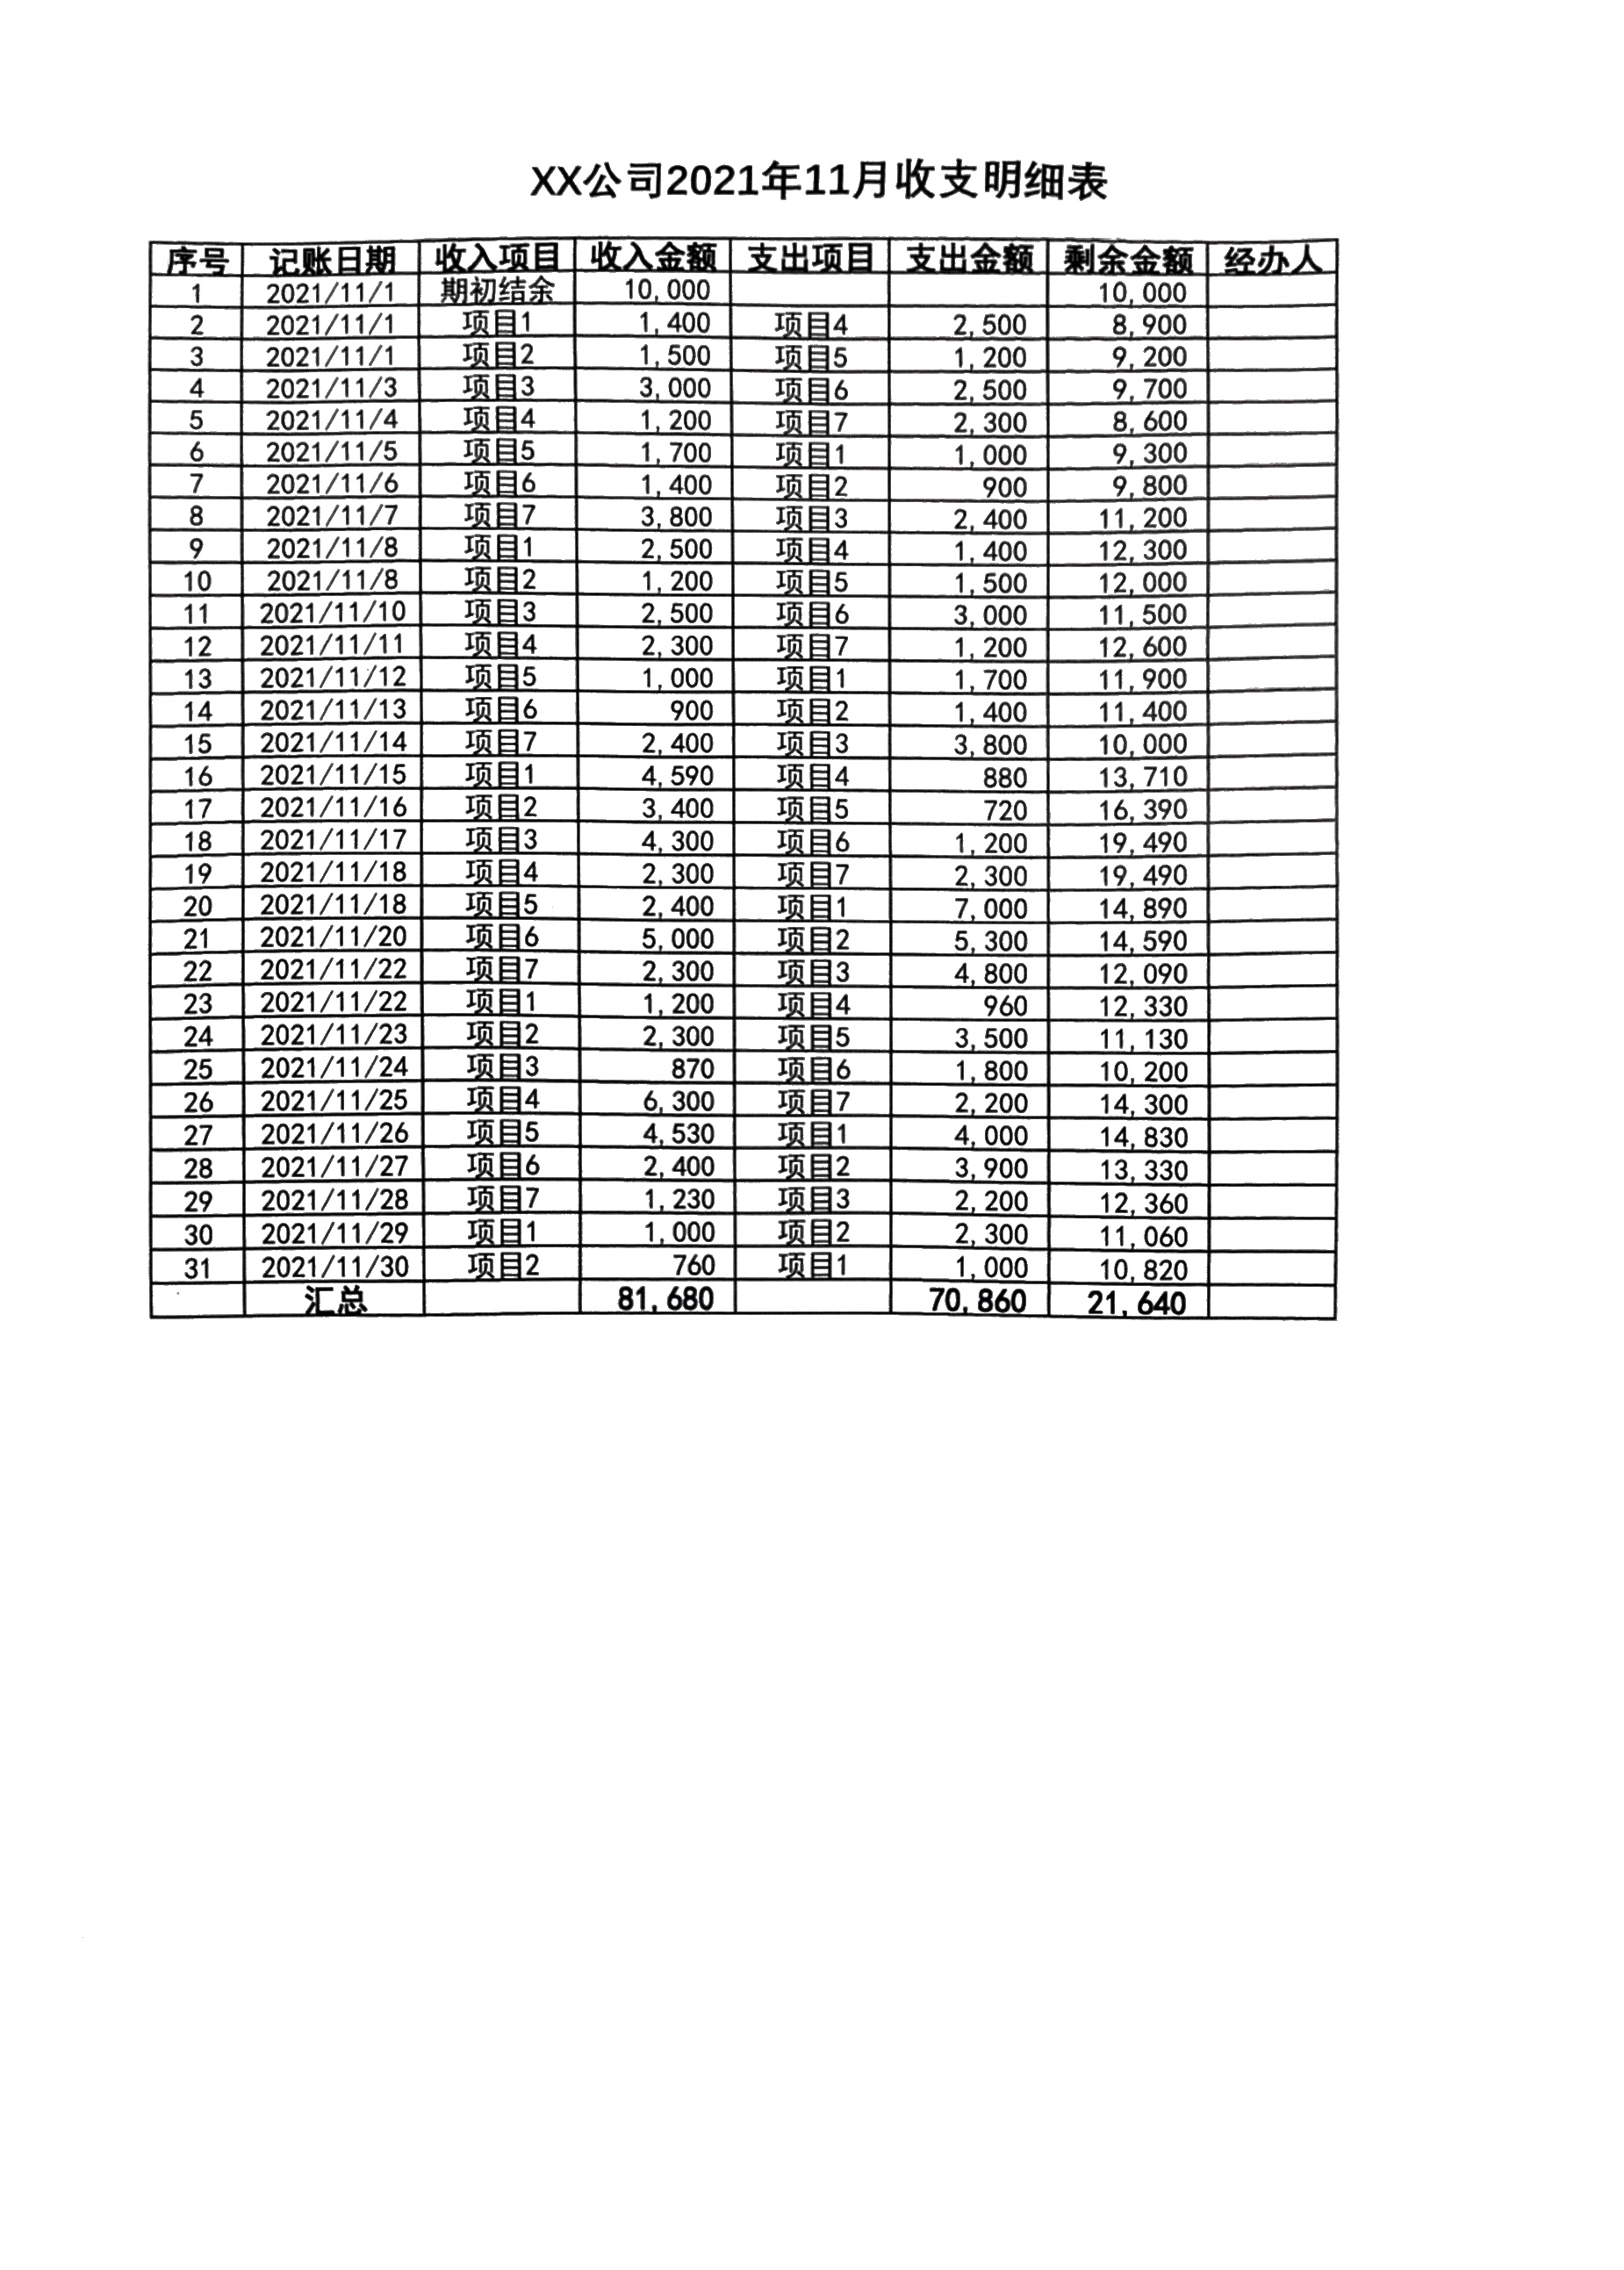 XX公司2021年11月收支明细表
序号 记账日期 收入项目 收入金额 支出项目 支出金额 剩余金额 经办人
1 2021/11/1 期初结余 10,000 10,000
2 2021/11/1 项目1 1,400 项目4 2,500 8,900
3 2021/11/1 项目2 1,500 项目5 1,200 9,200
4 2021/11/3 项目3 3,000 项目6 2,500 9,700
5 2021/11/4 项目4 1,200 项目7 2,300 8,600
6 2021/11/5 项目5 1,700 项目1 1,000 9,300
7 2021/11/6 项目6 1,400 项目2 900 9,800
8 2021/11/7 项目7 3,800 项目3 2,400 11,200
9 2021/11/8 项目1 2,500 项目4 1,400 12,300
10 2021/11/8 项目2 1,200 项目5 1,500 12,000
11 2021/11/10 项目3 2,500 项目6 3,000 11,500
12 2021/11/11 项目4 2,300 项目7 1,200 12,600
13 2021/11/12 项目5 1,000 项目1 1,700 11,900
14 2021/11/13 项目6 900 项目2 1,400 11,400
15 2021/11/14 项目7 2,400 项目3 3,800 10,000
16 2021/11/15 项目1 4,590 项目4 880 13,710
17 2021/11/16 项目2 3,400 项目5 720 16,390
18 2021/11/17 项目3 4,300 项目6 1,200 19,490
19 2021/11/18 项目4 2,300 项目7 2,300 19,490
20 2021/11/18 项目5 2,400 项目1 7,000 14,890
21 2021/11/20 项目6 5,000 项目2 5,300 14,590
22 2021/11/22 项目7 2,300 项目3 4,800 12,090
23 2021/11/22 项目1 1,200 项目4 960 12,330
24 2021/11/23 项目2 2,300 项目5 3,500 11,130
25 2021/11/24 项目3 870 项目6 1,800 10,200
26 2021/11/25 项目4 6,300 项目7 2,200 14,300
27 2021/11/26 项目5 4,530 项目1 4,000 14,830
28 2021/11/27 项目6 2,400 项目2 3,900 13,330
29 2021/11/28 项目7 1,230 项目3 2,200 12,360
30 2021/11/29 项目1 1,000 项目2 2,300 11,060
31 2021/11/30 项目2 760 项目1 1,000 10,820
汇总 81,680 70,860 21,640